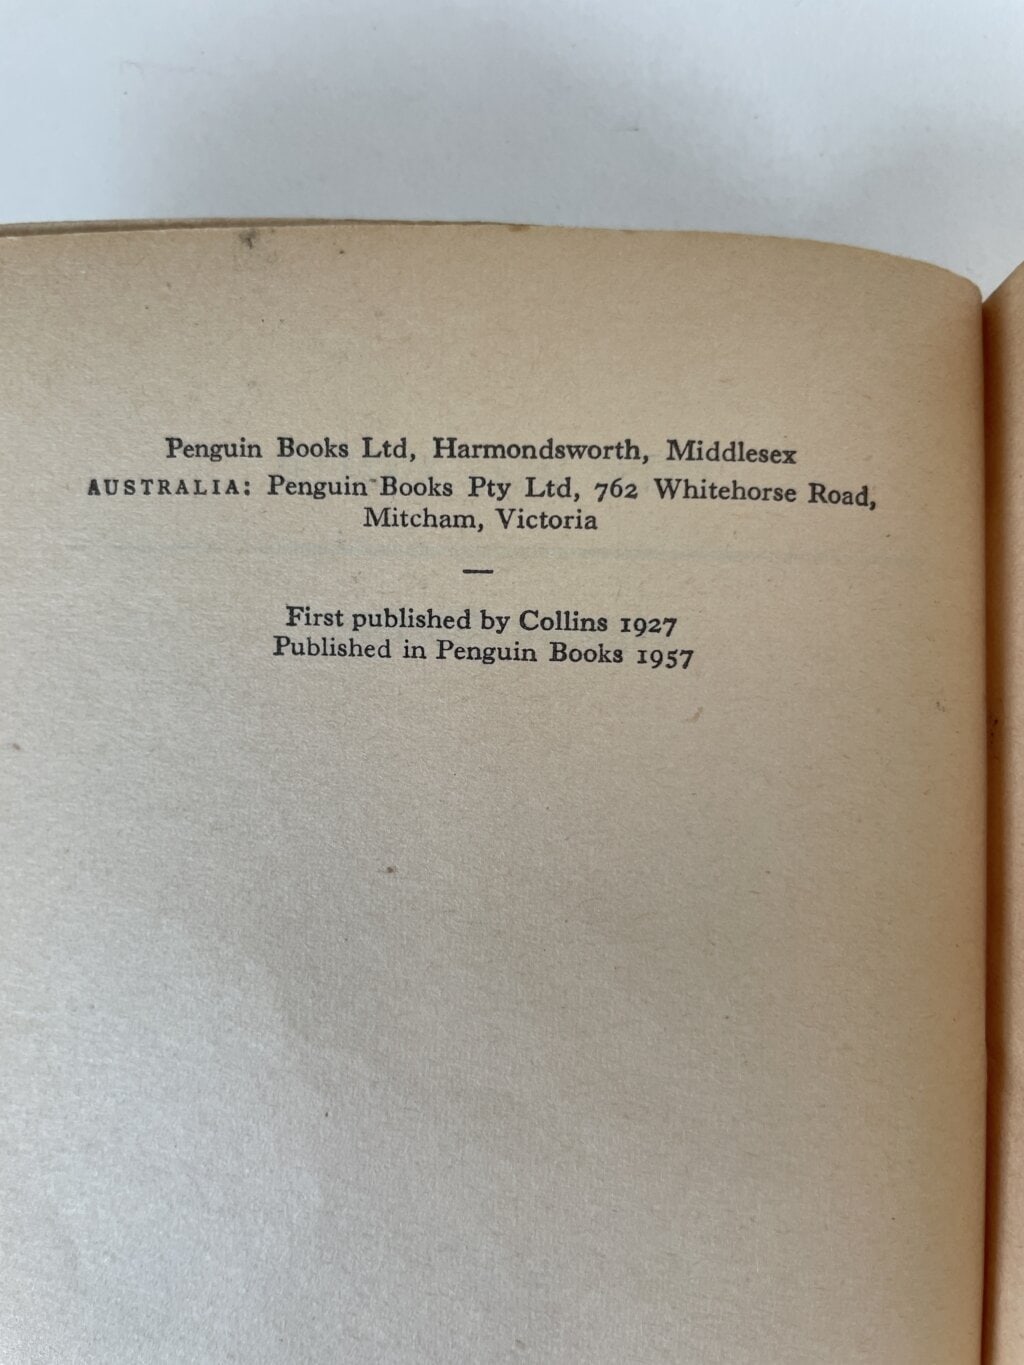 Penguin Books Ltd, Harmondsworth, Middlesex
AUSTRALIA: Penguin Books Pty Ltd, 762 Whitehorse Road,
Mitcham, Victoria
—
First published by Collins 1927
Published in Penguin Books 1957